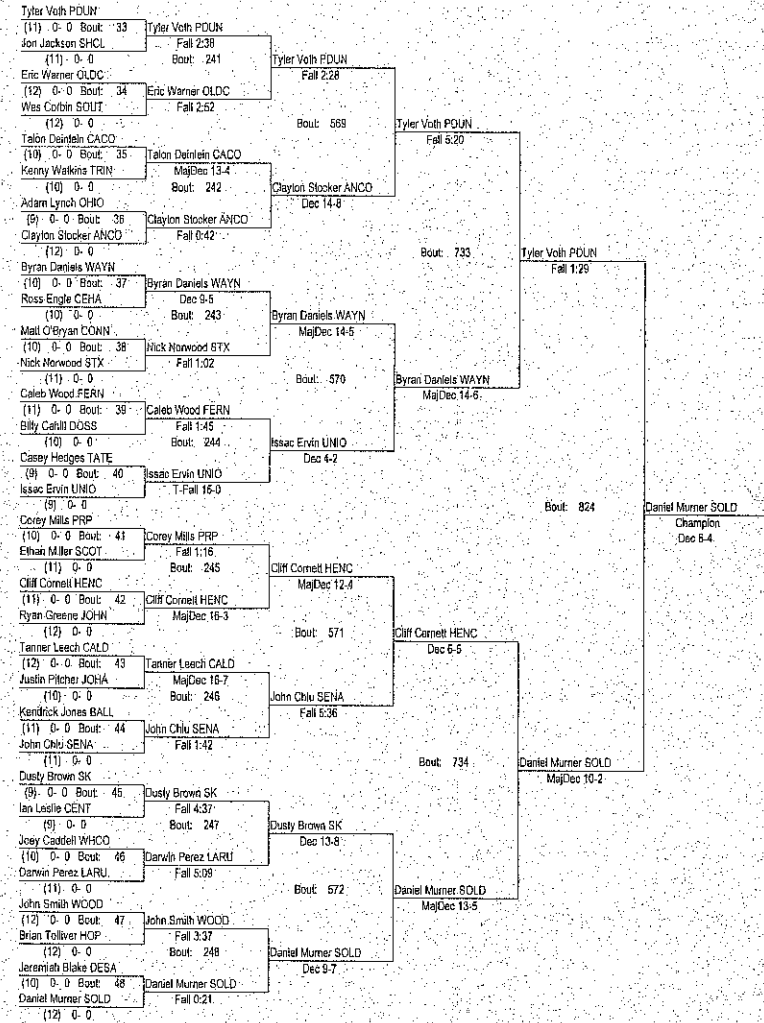 Tyler Voth PDUN
(11) 0- 0 Bout: 33 Tyler Voth PDUN
Jon Jackson SHCL Fall 2:38
(11) 0- 0 Bout: 241 Tyler Voth PDUN
Eric Warner OLDC Fall 2:28
(12) 0- 0 Bout: 34 Eric Warner OLDC
Wes Corbin SOUT Fall 2:52
(12) 0- 0 Bout: 569 Tyler Voth PDUN
Talon Deinlein CACO Fall 5:20
(10) 0- 0 Bout: 35 Talon Deinlein CACO
Kenny Watkins TRIN MajDec 13-4
(10) 0- 0 Bout: 242 Clayton Stocker ANCO
Adam Lynch OHIO Dec 14-8
(9) 0- 0 Bout: 36 Clayton Stocker ANCO
Clayton Stocker ANCO Fall 0:42
(12) 0- 0 Bout: 733 Tyler Voth PDUN
Byran Daniels WAYN Fall 1:29
(10) 0- 0 Bout: 37 Byran Daniels WAYN
Ross Engle CEHA Dec 9-5
(10) 0- 0 Bout: 243 Byran Daniels WAYN
Matt O'Bryan CONN MajDec 14-5
(10) 0- 0 Bout: 38 Nick Norwood STX
Nick Norwood STX Fall 1:02
(11) 0- 0 Bout: 570 Byran Daniels WAYN
Caleb Wood FERN MajDec 14-6
(11) 0- 0 Bout: 39 Caleb Wood FERN
Billy Cahill DOSS Fall 1:45
(10) 0- 0 Bout: 244 Issac Ervin UNIO
Casey Hedges TATE Dec 4-2
(9) 0- 0 Bout: 40 Issac Ervin UNIO
Issac Ervin UNIO T-Fall 16-0
(9) 0- 0 Bout: 824 Daniel Murner SOLD
Corey Mills PRP Champion
(10) 0- 0 Bout: 41 Corey Mills PRP Dec 6-4
Ethan Miller SCOT Fall 1:16
(11) 0- 0 Bout: 245 Cliff Cornett HENC
Cliff Cornett HENC MajDec 12-4
(11) 0- 0 Bout: 42 Cliff Cornett HENC
Ryan Greene JOHN MajDec 16-3
(12) 0- 0 Bout: 571 Cliff Cornett HENC
Tanner Leech CALD Dec 6-5
(12) 0- 0 Bout: 43 Tanner Leech CALD
Justin Pitcher JOHA MajDec 16-7
(10) 0- 0 Bout: 246 John Chlu SENA
Kendrick Jones BALL Fall 5:36
(11) 0- 0 Bout: 44 John Chlu SENA
John Chlu SENA Fall 1:42
(11) 0- 0 Bout: 734 Daniel Murner SOLD
Dusty Brown SK MajDec 10-2
(9) 0- 0 Bout: 45 Dusty Brown SK
Ian Leslie CENT Fall 4:37
(9) 0- 0 Bout: 247 Dusty Brown SK
Joey Caddell WHCO Dec 13-8
(10) 0- 0 Bout: 46 Darwin Perez LARU
Darwin Perez LARU Fall 5:09
(11) 0- 0 Bout: 572 Daniel Murner SOLD
John Smith WOOD MajDec 13-5
(12) 0- 0 Bout: 47 John Smith WOOD
Brian Tolliver HOP Fall 3:37
(12) 0- 0 Bout: 248 Daniel Murner SOLD
Jeremiah Blake DESA Dec 9-7
(10) 0- 0 Bout: 48 Daniel Murner SOLD
Daniel Murner SOLD Fall 0:21
(12) 0- 0